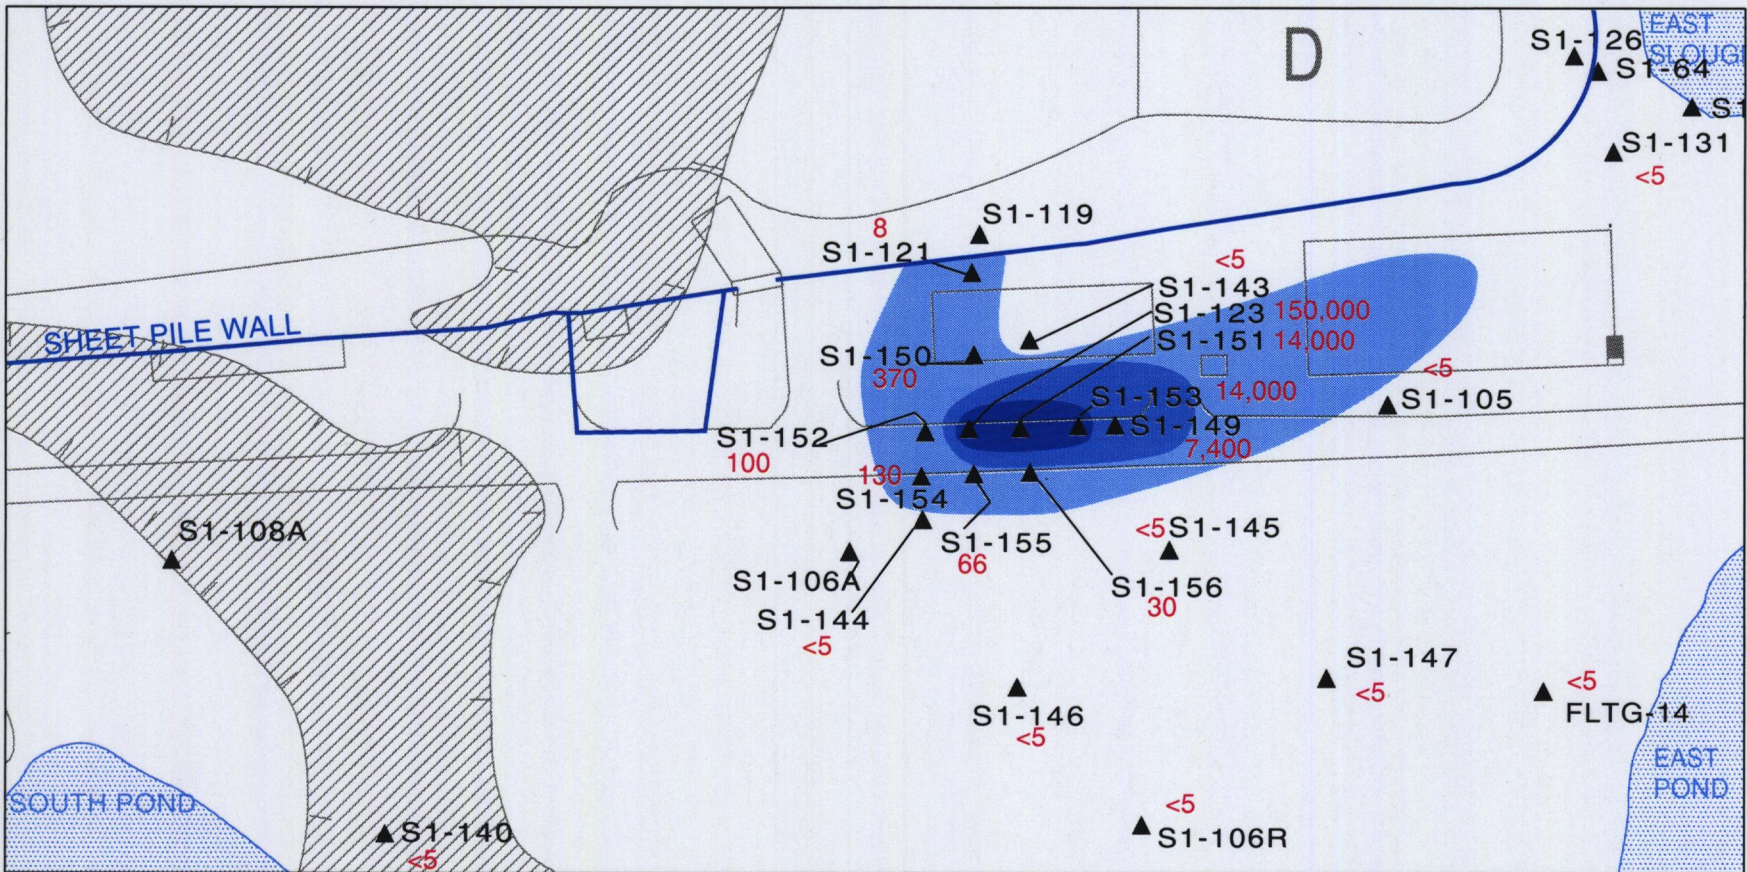 EAST
S1-126
D
SLOUG
S1-64
S1
S1-131
<5
S1-119
8
S1-121
<5
S1-143
S1-123 150,000
SHEET PILE WALL
S1-151 14,000
S1-150
370
<5
14,000
S1-153
S1-105
S1-149
S1-152
7,400
100
130
S1-154
S1-108A
<5 S1-145
S1-155
66
S1-106A
S1-156
30
S1-144
<5
S1-147
<5
<5
FLTG-14
S1-146
<5
EAST
POND
SOUTH POND
<5
S1-106R
S1-140
<5